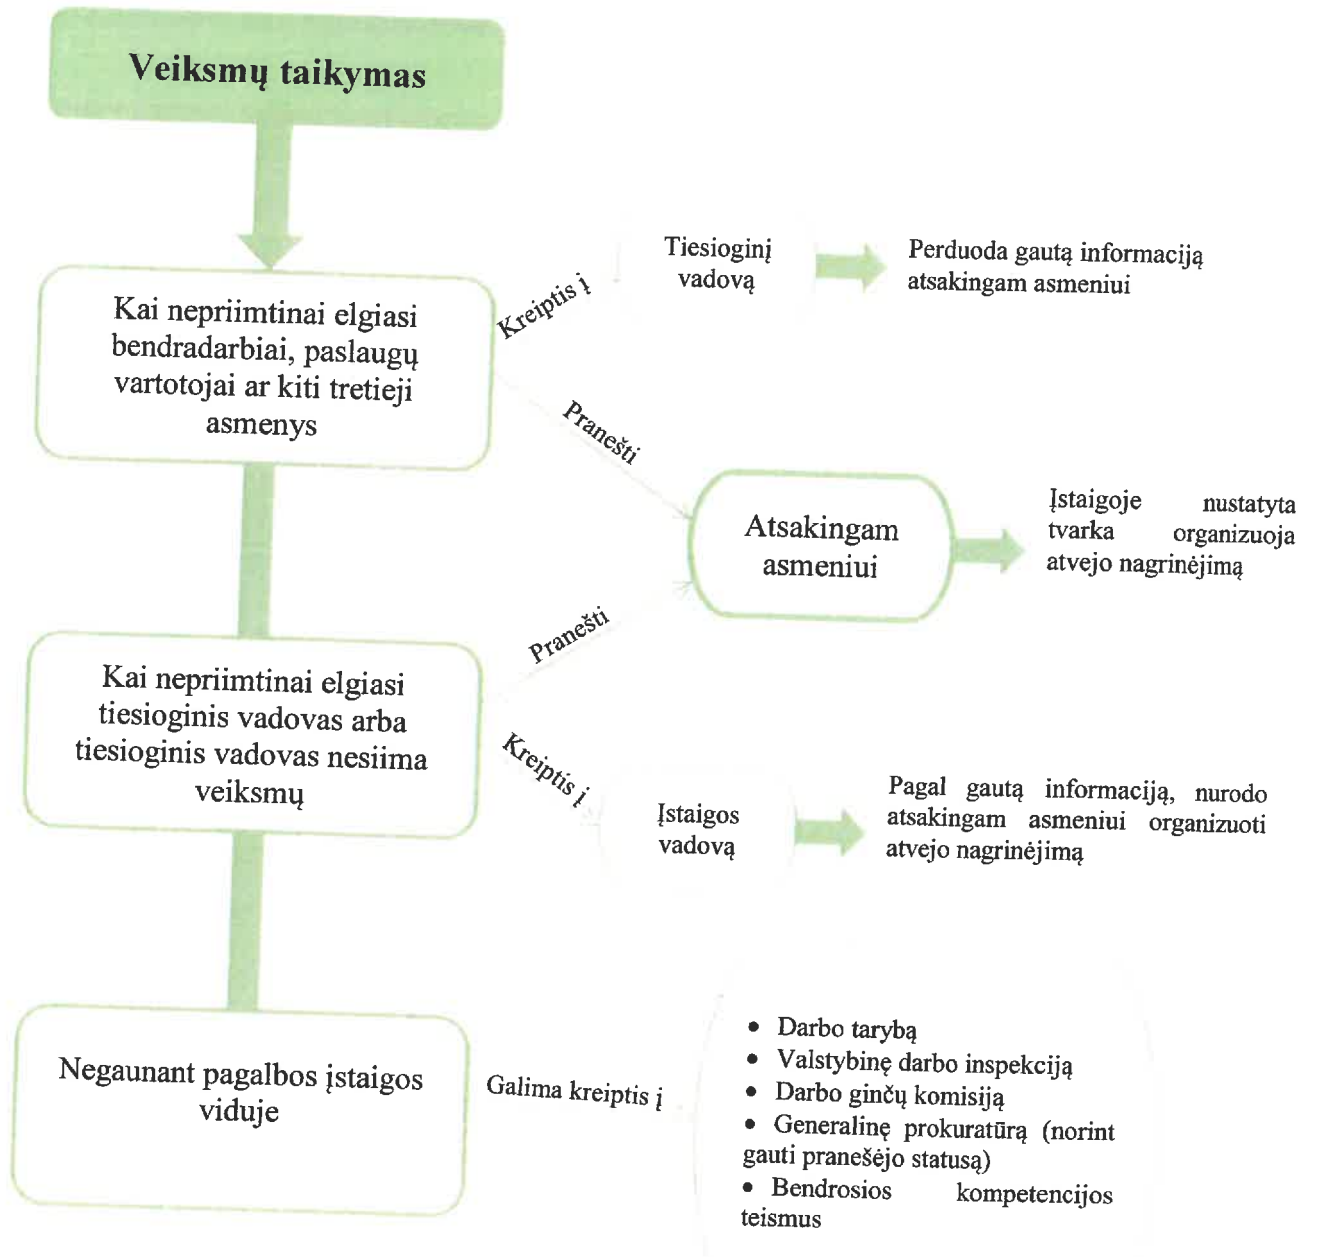 Veiksmų taikymas
Kai nepriimtinai elgiasi
bendradarbiai, paslaugų
vartotojai ar kiti tretieji
asmenys
Kreiptis į
Tiesioginį
vadovą
Perduoda gautą informaciją
atsakingam asmeniui
Pranešti
Atsakingam
asmeniui
Įstaigoje nustatyta
tvarka organizuoja
atvejo nagrinėjimą
Pranešti
Kai nepriimtinai elgiasi
tiesioginis vadovas arba
tiesioginis vadovas nesiima
veiksmų
Kreiptis į
Įstaigos
vadovą
Pagal gautą informaciją, nurodo
atsakingam asmeniui organizuoti
atvejo nagrinėjimą
Negaunant pagalbos įstaigos
viduje
Galima kreiptis į
• Darbo tarybą
• Valstybinę darbo inspekciją
• Darbo ginčų komisiją
• Generalinę prokuratūrą (norint
gauti pranešėjo statusą)
• Bendrosios kompetencijos
teismus